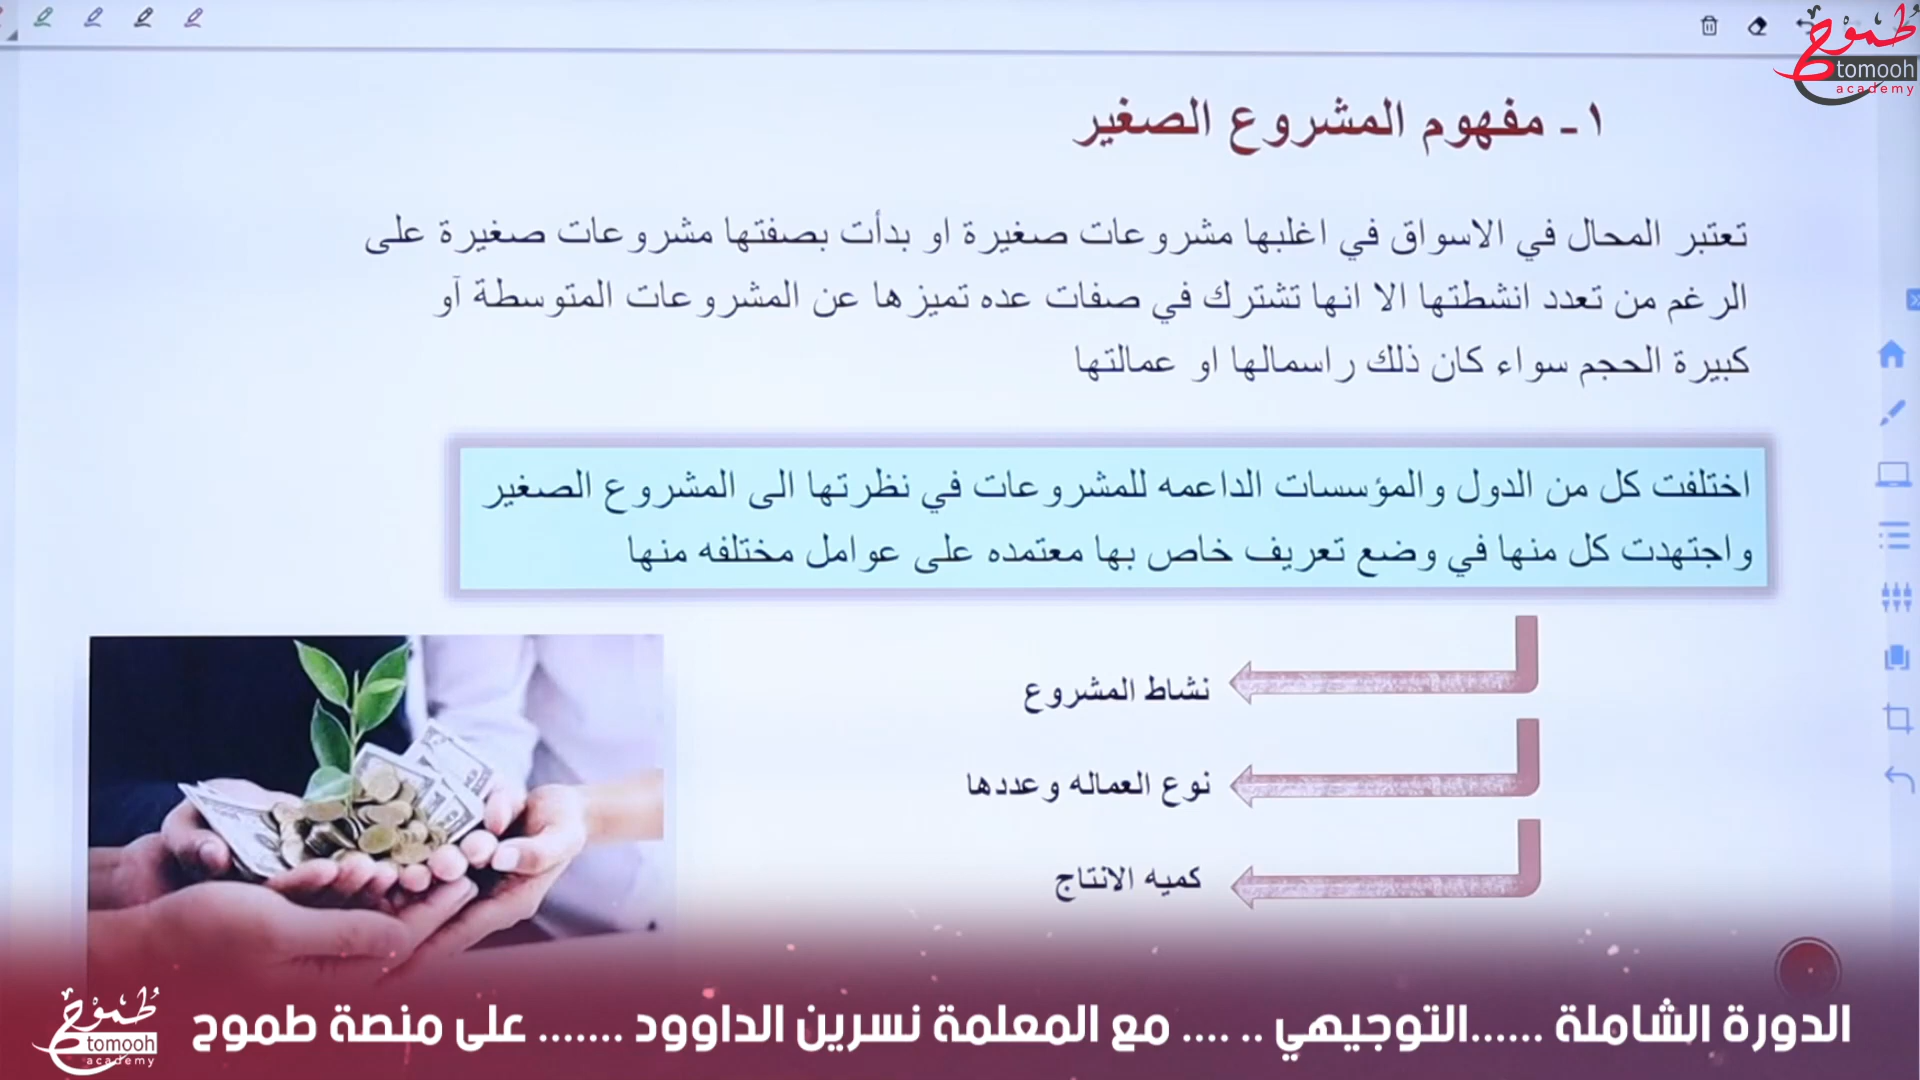 طموح
tomooh
academy
١- مفهوم المشروع الصغير
تعتبر المحال في الاسواق في اغلبها مشروعات صغيرة او بدأت بصفتها مشروعات صغيرة على
الرغم من تعدد انشطتها الا انها تشترك في صفات عده تميزها عن المشروعات المتوسطة آو
كبيرة الحجم سواء كان ذلك راسمالها او عمالتها
اختلفت كل من الدول والمؤسسات الداعمه للمشروعات في نظرتها الى المشروع الصغير
واجتهدت كل منها في وضع تعريف خاص بها معتمده على عوامل مختلفه منها
نشاط المشروع
نوع العماله وعددها
كميه الانتاج
الدورة الشاملة ......التوجيهي .. .... مع المعلمة نسرين الداوود ....... على منصة طموح
طموح
tomooh
academy